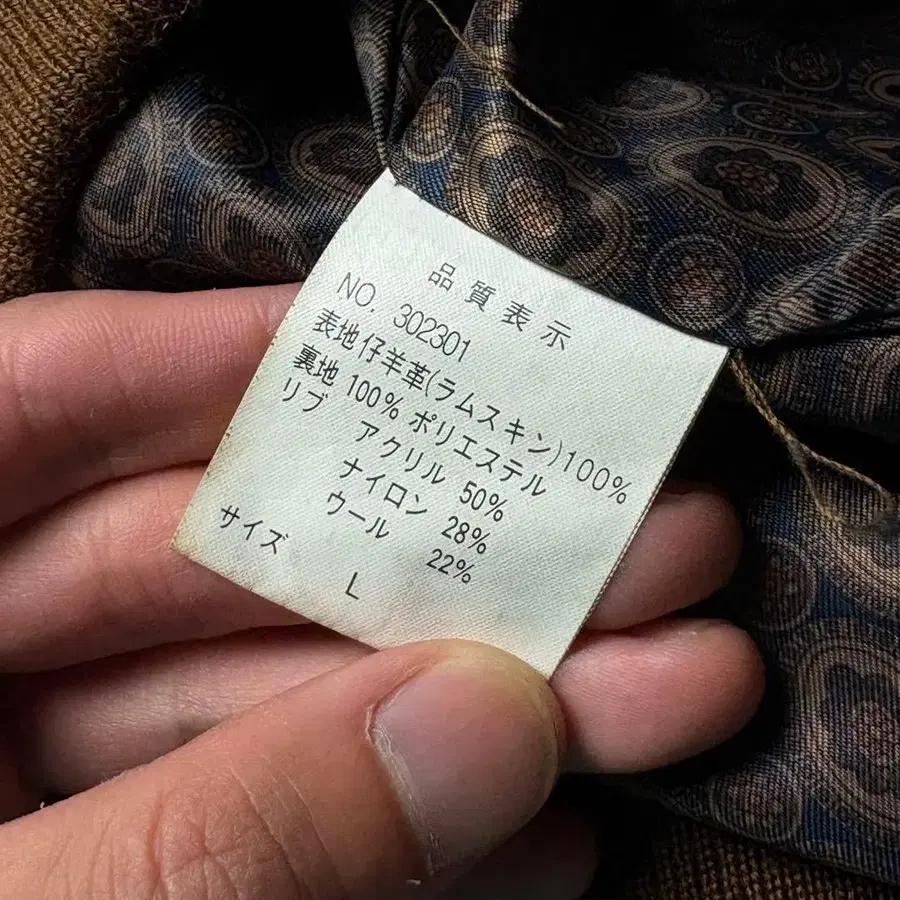 品質表示
NO. 302301
表地 仔羊革(ラムスキン)100%
裏地 100% ポリエステル
リブ アクリル 50%
ナイロン 28%
ウール 22%
サイズ L